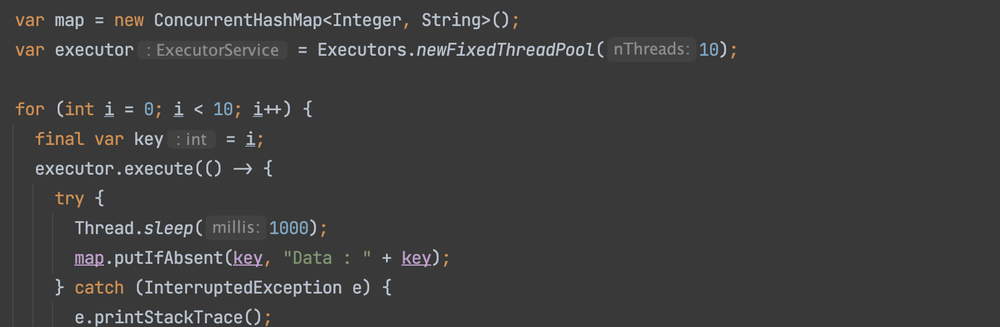 var map = new ConcurrentHashMap<Integer, String>();
var executor : ExecutorService = Executors.newFixedThreadPool( nThreads: 10);
for (int i = 0; i < 10; i++) {
final var key : int = i;
executor.execute(() -> {
try {
Thread.sleep( millis: 1000);
map.putIfAbsent(key, "Data : " + key);
} catch (InterruptedException e) {
e.printStackTrace();